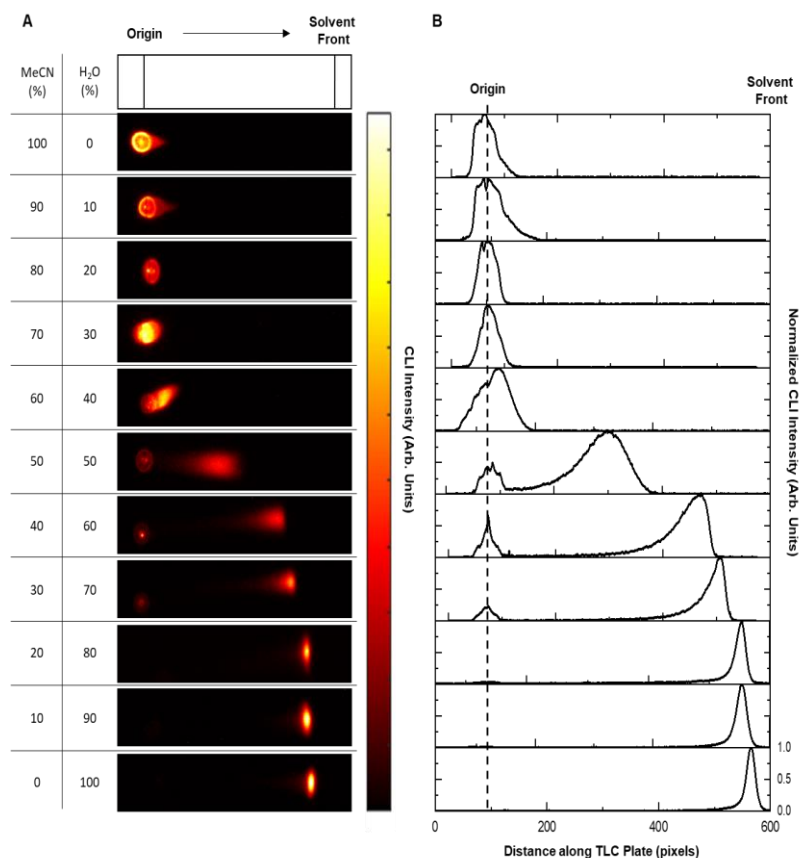 A
Origin
Solvent
Front
MeCN
(%)
H2O
(%)
100 0
90 10
80 20
70 30
60 40
50 50
40 60
30 70
20 80
10 90
0 100
CLI Intensity (Arb. Units)
B
Origin
Solvent
Front
Normalized CLI Intensity (Arb. Units)
1.0
0.5
0.0
0 200 400 600
Distance along TLC Plate (pixels)